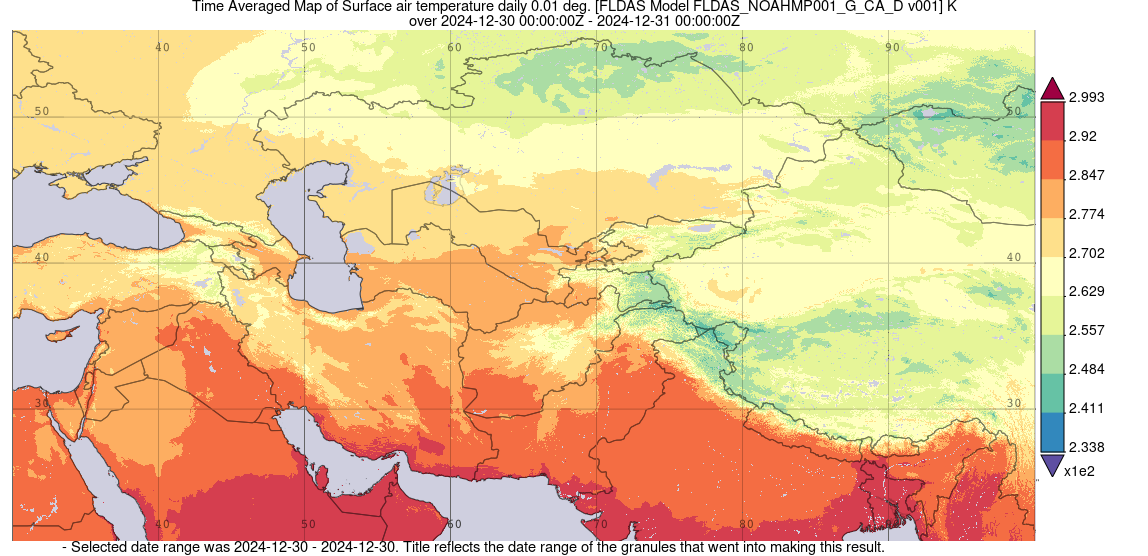 Time Averaged Map of Surface air temperature daily 0.01 deg. [FLDAS Model FLDAS_NOAHMP001_G_CA_D v001] K
over 2024-12-30 00:00:00Z - 2024-12-31 00:00:00Z
40 50 60 70 80 90
50 50
40 40
30 30
40 50 60 70 80 90
2.993
2.92
2.847
2.774
2.702
2.629
2.557
2.484
2.411
2.338
x1e2
- Selected date range was 2024-12-30 - 2024-12-30. Title reflects the date range of the granules that went into making this result.